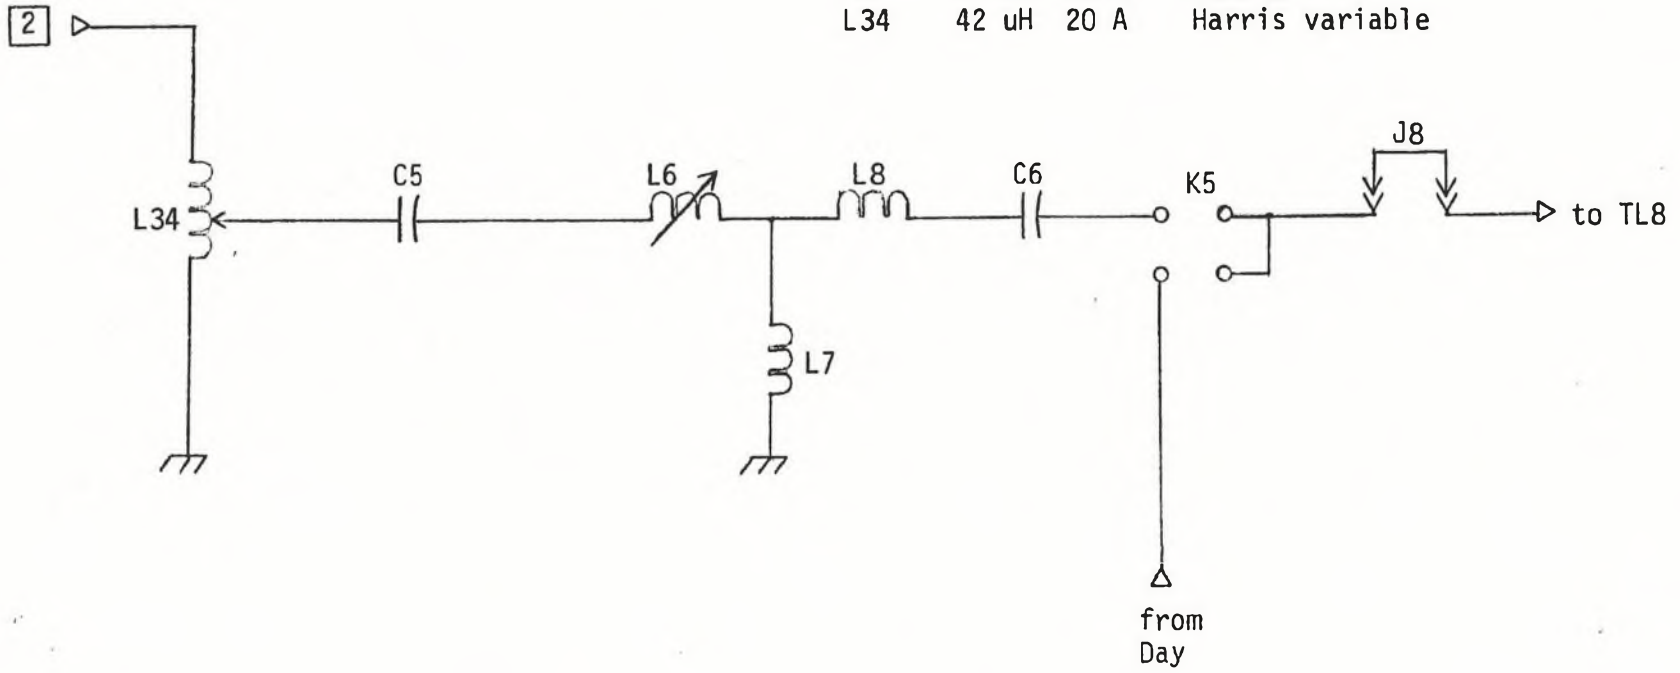 2
L34 42 uH 20 A Harris variable
J8
C5
L6
L8
C6
K5
L34
to TL8
L7
from
Day